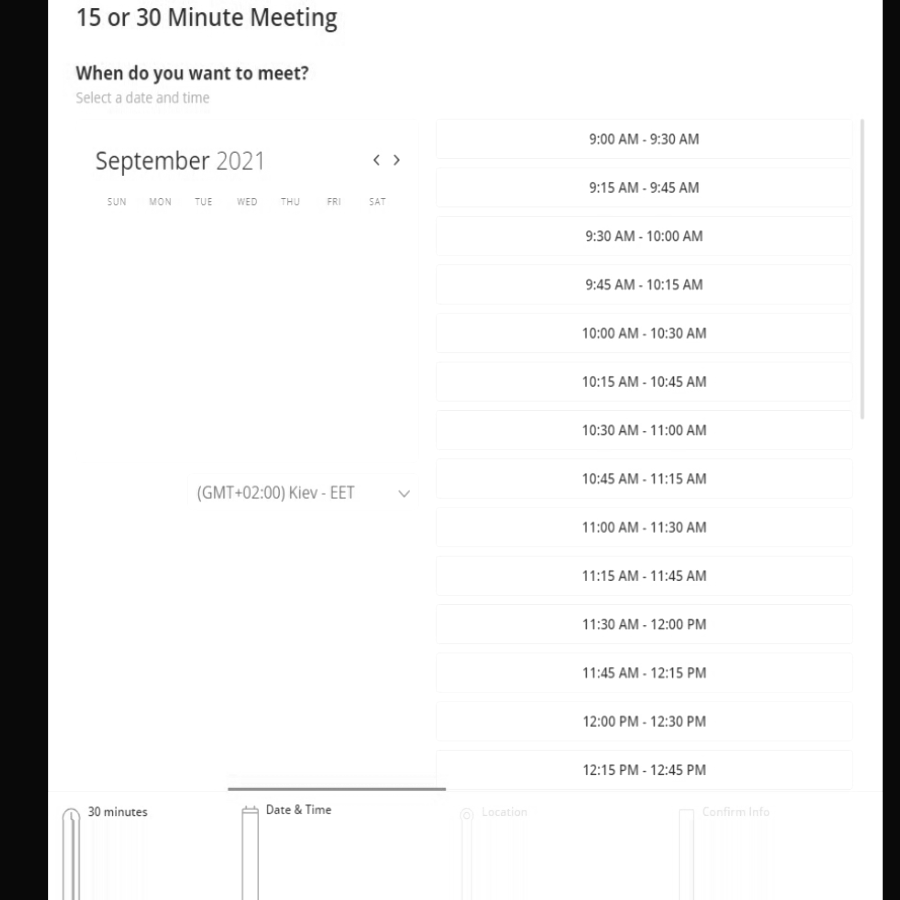 15 or 30 Minute Meeting
When do you want to meet?
Select a date and time
September 2021
SUN MON TUE WED THU FRI SAT
(GMT+02:00) Kiev - EET
9:00 AM - 9:30 AM
9:15 AM - 9:45 AM
9:30 AM - 10:00 AM
9:45 AM - 10:15 AM
10:00 AM - 10:30 AM
10:15 AM - 10:45 AM
10:30 AM - 11:00 AM
10:45 AM - 11:15 AM
11:00 AM - 11:30 AM
11:15 AM - 11:45 AM
11:30 AM - 12:00 PM
11:45 AM - 12:15 PM
12:00 PM - 12:30 PM
12:15 PM - 12:45 PM
30 minutes
Date & Time
Location
Confirm Info